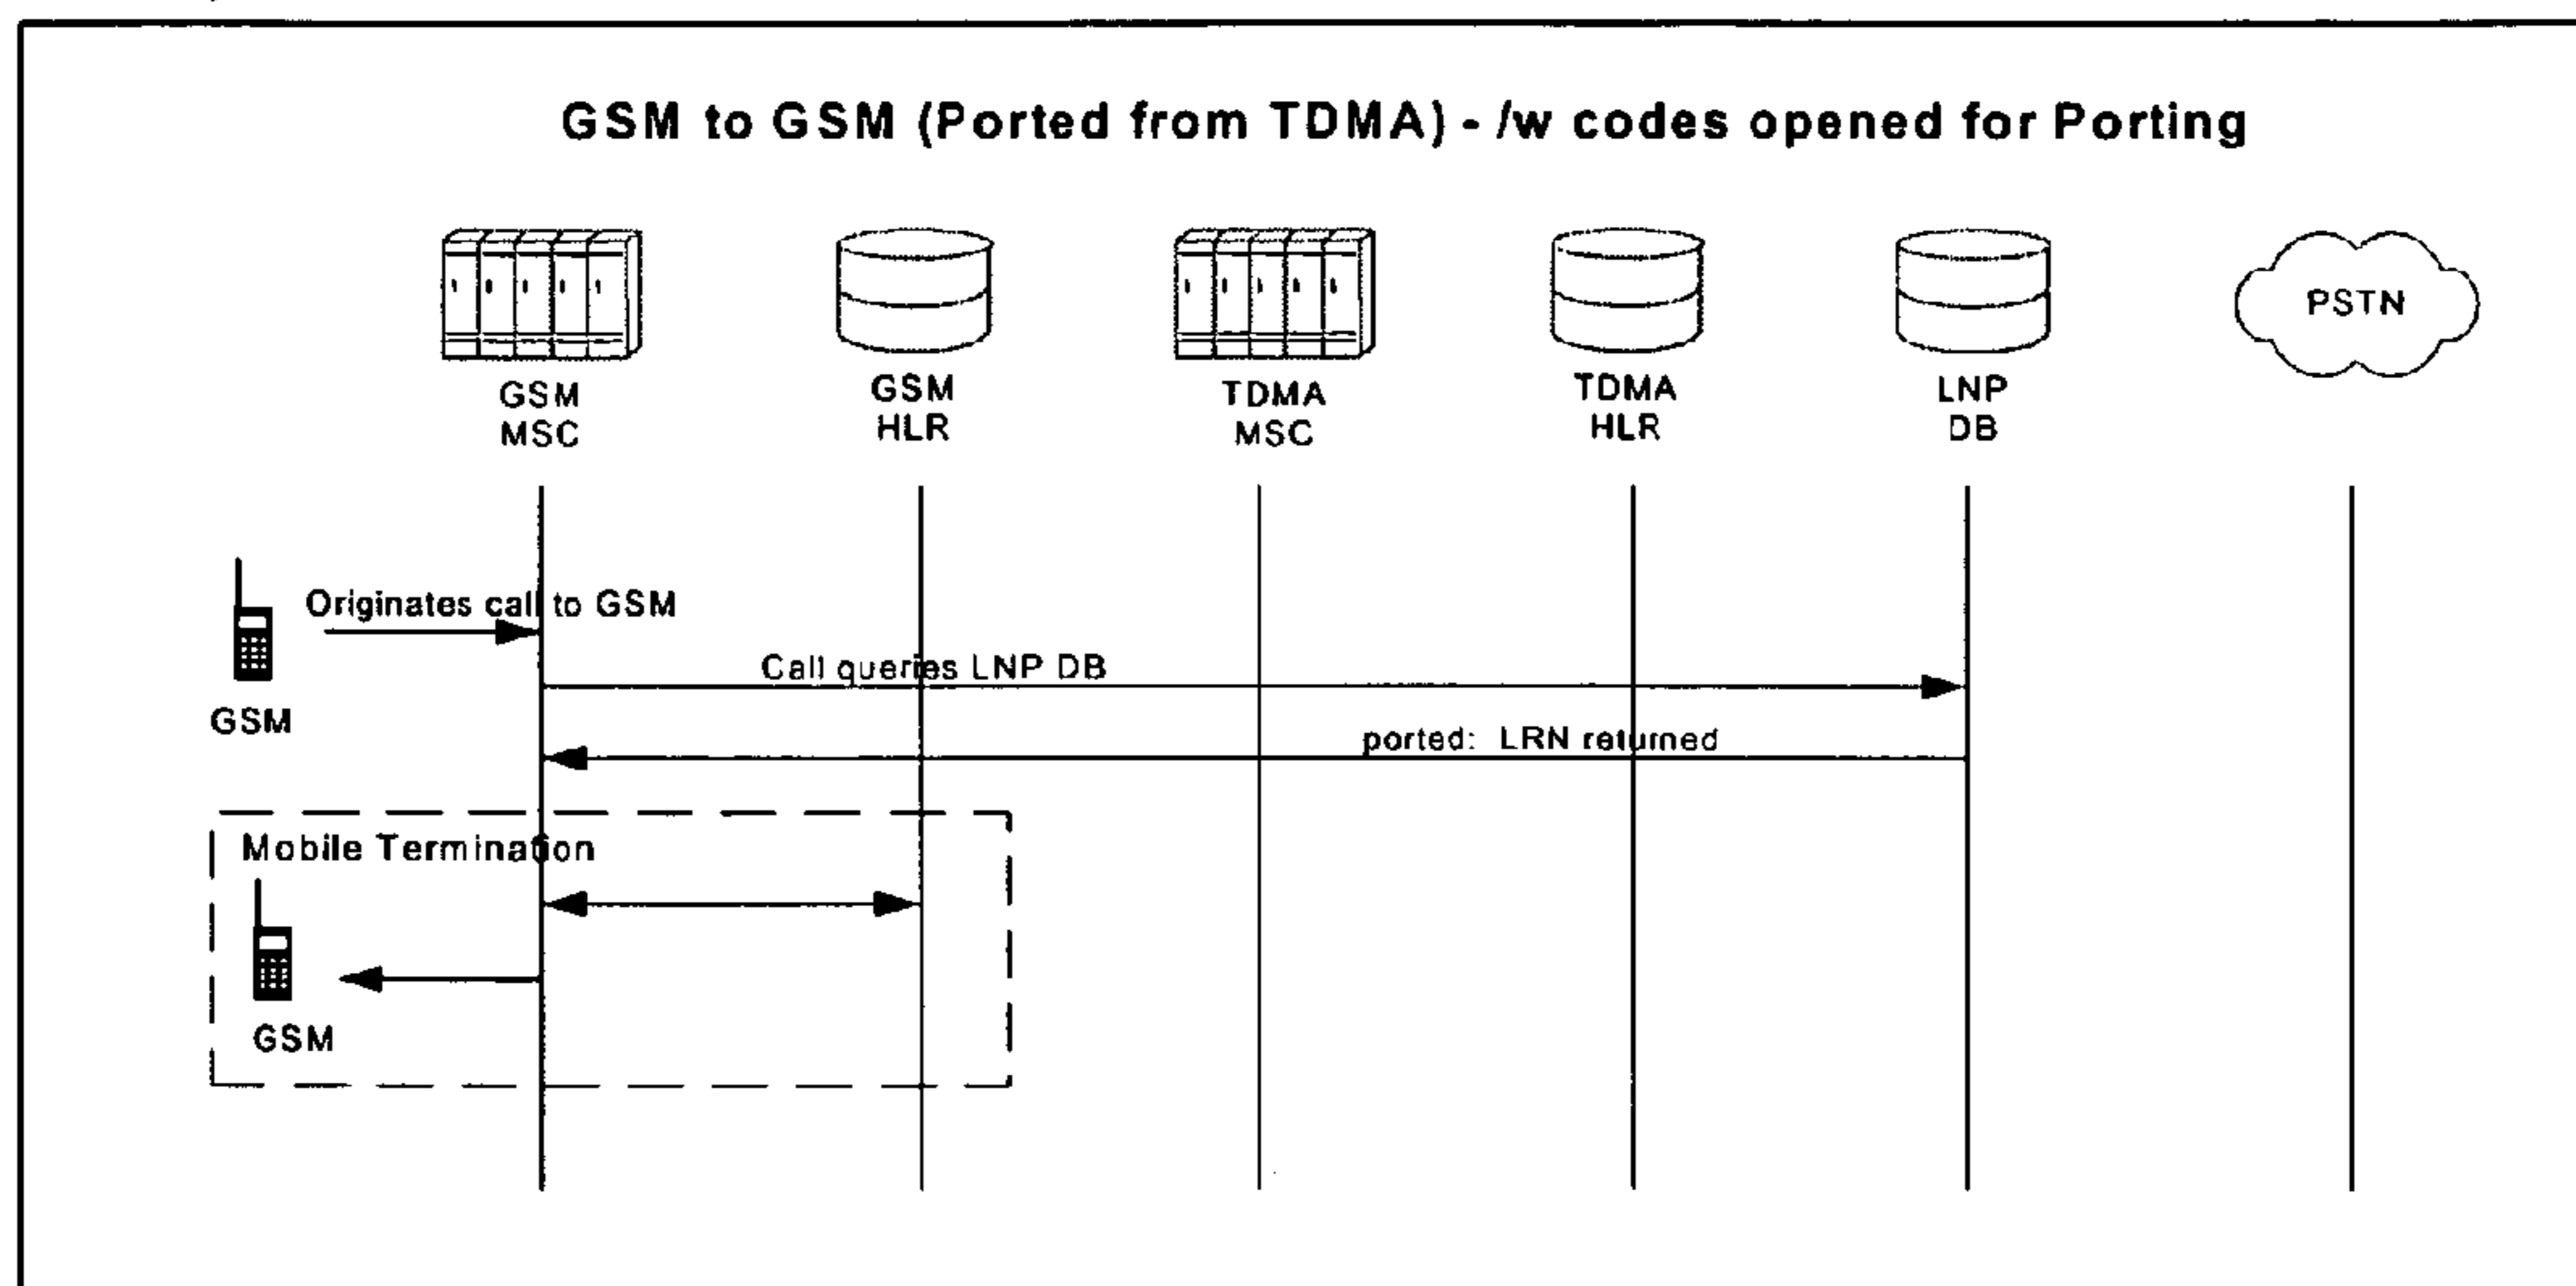 GSM to GSM (Ported from TDMA) - /w codes opened for Porting
GSM
MSC
GSM
HLR
TDMA
MSC
TDMA
HLR
LNP
DB
PSTN
Originates call to GSM
GSM
Call queries LNP DB
ported: LRN returned
Mobile Termination
GSM